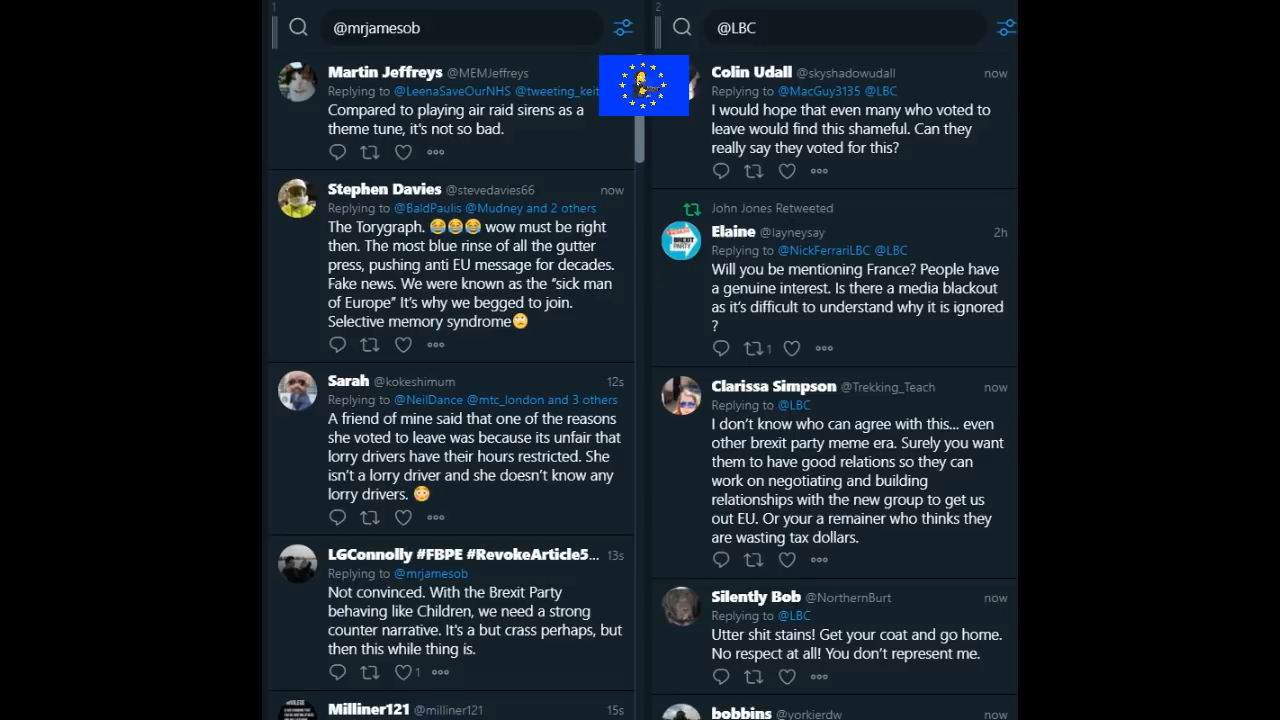 1
@mrjamesob
Martin Jeffreys @MEMJeffreys
Replying to @LeenaSaveOurNHS @tweeting_keit
Compared to playing air raid sirens as a
theme tune, it's not so bad.
Stephen Davies @stevedavies66 now
Replying to @BaldPaulis @Mudney and 2 others
The Torygraph. 😂😂😂 wow must be right
then. The most blue rinse of all the gutter
press, pushing anti EU message for decades.
Fake news. We were known as the “sick man
of Europe” It’s why we begged to join.
Selective memory syndrome🙄
Sarah @kokeshimum 12s
Replying to @NeilDance @mtc_london and 3 others
A friend of mine said that one of the reasons
she voted to leave was because its unfair that
lorry drivers have their hours restricted. She
isn’t a lorry driver and she doesn’t know any
lorry drivers. 😳
LGConnolly #FBPE #RevokeArticle5... 13s
Replying to @mrjamesob
Not convinced. With the Brexit Party
behaving like Children, we need a strong
counter narrative. It's a but crass perhaps, but
then this while thing is.
1
Milliner121 @milliner121 15s
2
@LBC
Colin Udall @skyshadowudall now
Replying to @MacGuy3135 @LBC
I would hope that even many who voted to
leave would find this shameful. Can they
really say they voted for this?
John Jones Retweeted
Elaine @layneysay 2h
Replying to @NickFerrariLBC @LBC
Will you be mentioning France? People have
a genuine interest. Is there a media blackout
as it’s difficult to understand why it is ignored
?
1
Clarissa Simpson @Trekking_Teach now
Replying to @LBC
I don’t know who can agree with this... even
other brexit party meme era. Surely you want
them to have good relations so they can
work on negotiating and building
relationships with the new group to get us
out EU. Or your a remainer who thinks they
are wasting tax dollars.
Silently Bob @NorthernBurt now
Replying to @LBC
Utter shit stains! Get your coat and go home.
No respect at all! You don’t represent me.
bobbins @yorkierdw now
BREXIT
PARTY